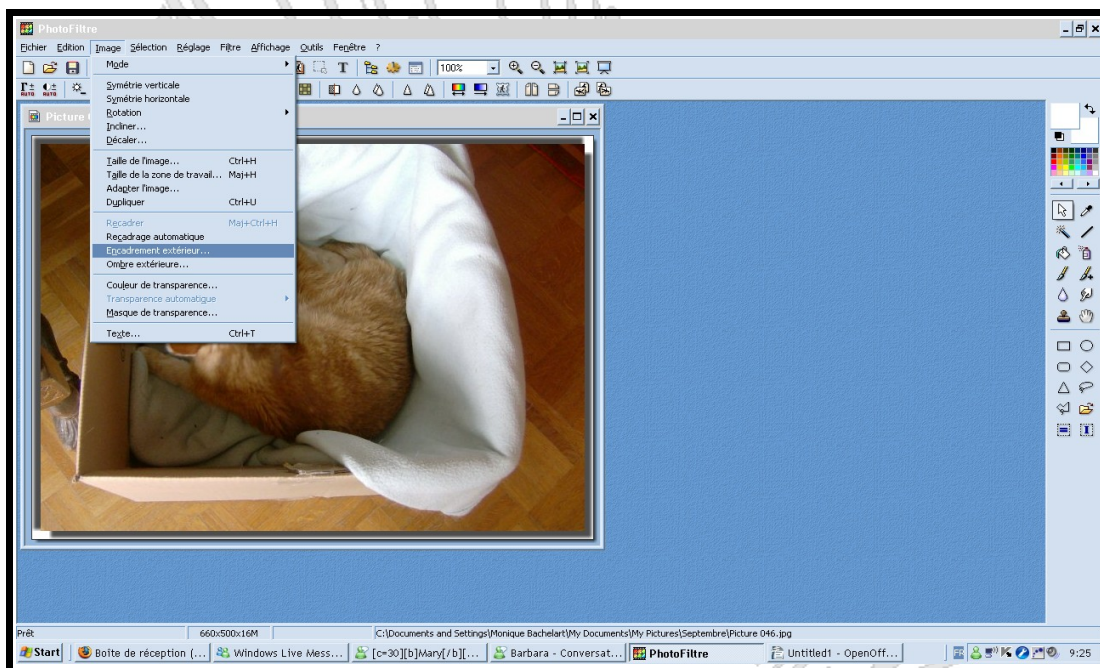 PhotoFiltre
Fichier Edition Image Sélection Réglage Filtre Affichage Outils Fenêtre ?
100%
Mode
Symétrie verticale
Symétrie horizontale
Rotation
Incliner...
Décaler...
Taille de l'image... Ctrl+H
Taille de la zone de travail... Maj+H
Adapter l'image...
Dupliquer Ctrl+U
Recadrer Maj+Ctrl+H
Recadrage automatique
Encadrement extérieur...
Ombre extérieure...
Couleur de transparence...
Transparence automatique
Masque de transparence...
Texte... Ctrl+T
Picture
Prêt 660x500x16M C:\Documents and Settings\Monique Bachelart\My Documents\My Pictures\Septembre\Picture 046.jpg
Start Boîte de réception (... Windows Live Mess... [c=30][b]Mary[/b][... Barbara - Conversat... PhotoFiltre Untitled1 - OpenOff... 9:25